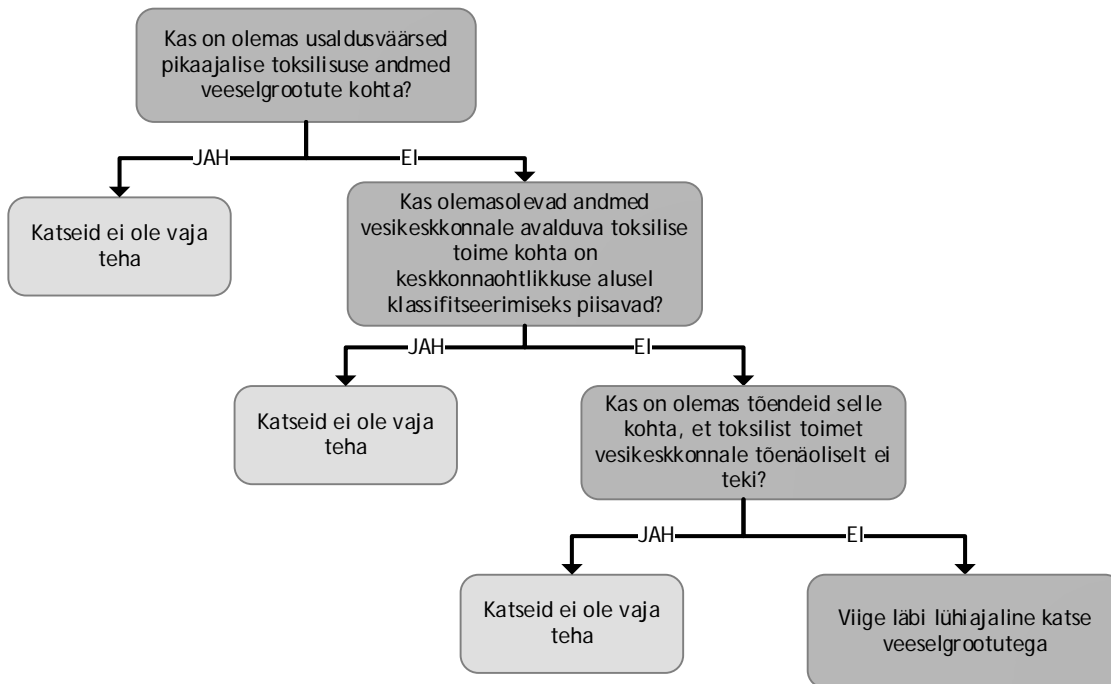 Kas on olemas usaldusväärsed
pikaajalise toksilisuse andmed
veeselgrootute kohta?
JAH
EI
Katseid ei ole vaja
teha
Kas olemasolevad andmed
vesikeskkonnale avalduva toksilise
toime kohta on
keskkonnaohtlikkuse alusel
klassifitseerimiseks piisavad?
JAH
EI
Katseid ei ole vaja
teha
Kas on olemas tõendeid selle
kohta, et toksilist toimet
vesikeskkonnale tõenäoliselt ei
teki?
JAH
EI
Katseid ei ole vaja
teha
Viige läbi lühiajaline katse
veeselgrootutega